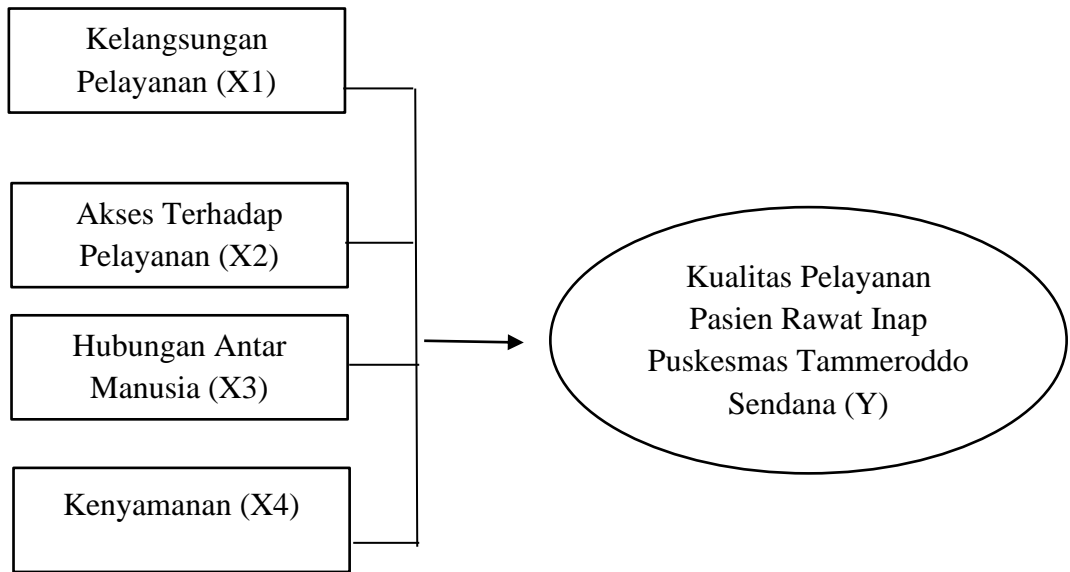 Kelangsungan
Pelayanan (X1)
Akses Terhadap
Pelayanan (X2)
Hubungan Antar
Manusia (X3)
Kenyamanan (X4)
Kualitas Pelayanan
Pasien Rawat Inap
Puskesmas Tammeroddo
Sendana (Y)